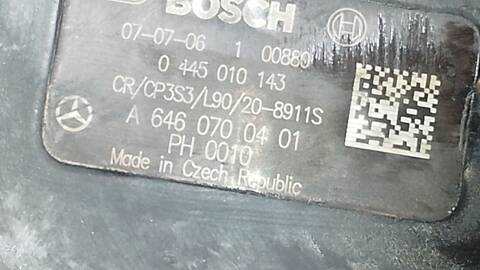 BOSCH
07-07-06 1 00880
0 445 010 143
CR/CP3S3/L90/20-8911S
A 646 070 04 01
PH 0010
Made in Czech Republic